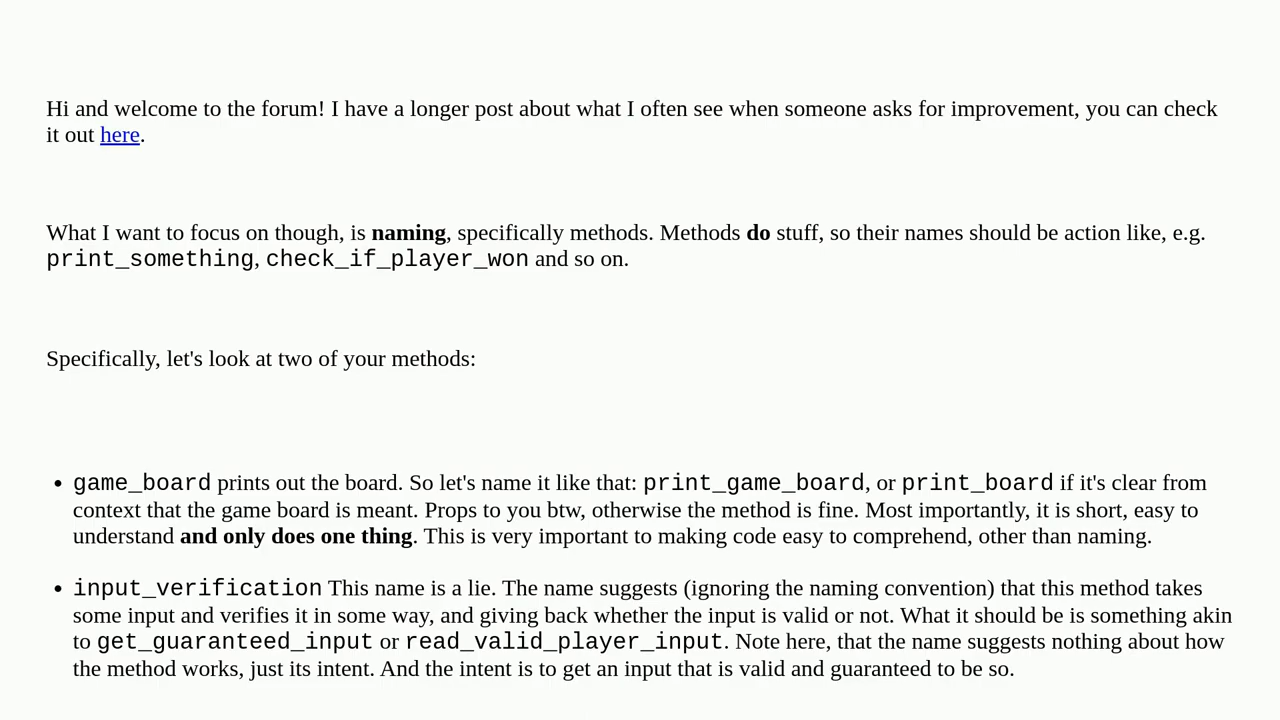 Hi and welcome to the forum! I have a longer post about what I often see when someone asks for improvement, you can check
it out here.
What I want to focus on though, is naming, specifically methods. Methods do stuff, so their names should be action like, e.g.
print_something, check_if_player_won and so on.
Specifically, let's look at two of your methods:
• game_board prints out the board. So let's name it like that: print_game_board, or print_board if it's clear from
context that the game board is meant. Props to you btw, otherwise the method is fine. Most importantly, it is short, easy to
understand and only does one thing. This is very important to making code easy to comprehend, other than naming.
• input_verification This name is a lie. The name suggests (ignoring the naming convention) that this method takes
some input and verifies it in some way, and giving back whether the input is valid or not. What it should be is something akin
to get_guaranteed_input or read_valid_player_input. Note here, that the name suggests nothing about how
the method works, just its intent. And the intent is to get an input that is valid and guaranteed to be so.